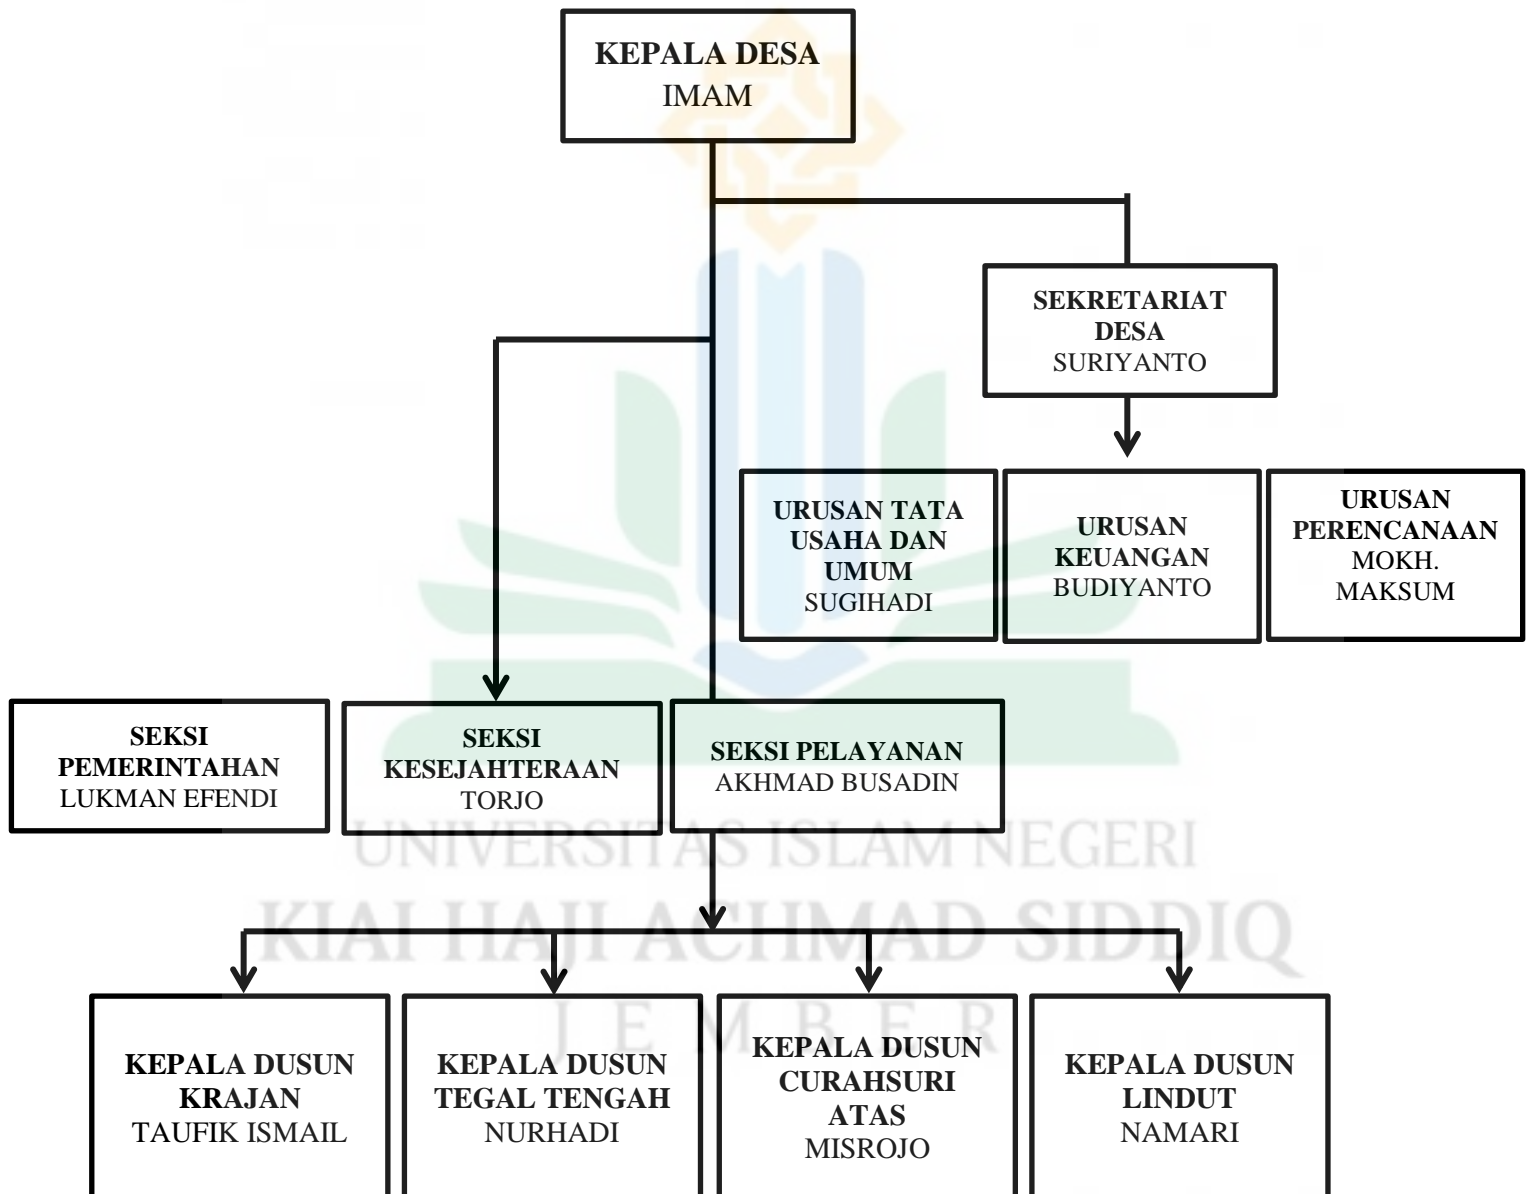 KEPALA DESA
IMAM
SEKRETARIAT
DESA
SURIYANTO
URUSAN TATA
USAHA DAN
UMUM
SUGIHADI
URUSAN
KEUANGAN
BUDIYANTO
URUSAN
PERENCANAAN
MOKH.
MAKSUM
SEKSI
PEMERINTAHAN
LUKMAN EFENDI
SEKSI
KESEJAHTERAAN
TORJO
SEKSI PELAYANAN
AKHMAD BUSADIN
UNIVERSITAS ISLAM NEGERI
KIAI HAJI ACHMAD SIDDIQ
JEMBER
KEPALA DUSUN
KRAJAN
TAUFIK ISMAIL
KEPALA DUSUN
TEGAL TENGAH
NURHADI
KEPALA DUSUN
CURAHSURI
ATAS
MISROJO
KEPALA DUSUN
LINDUT
NAMARI